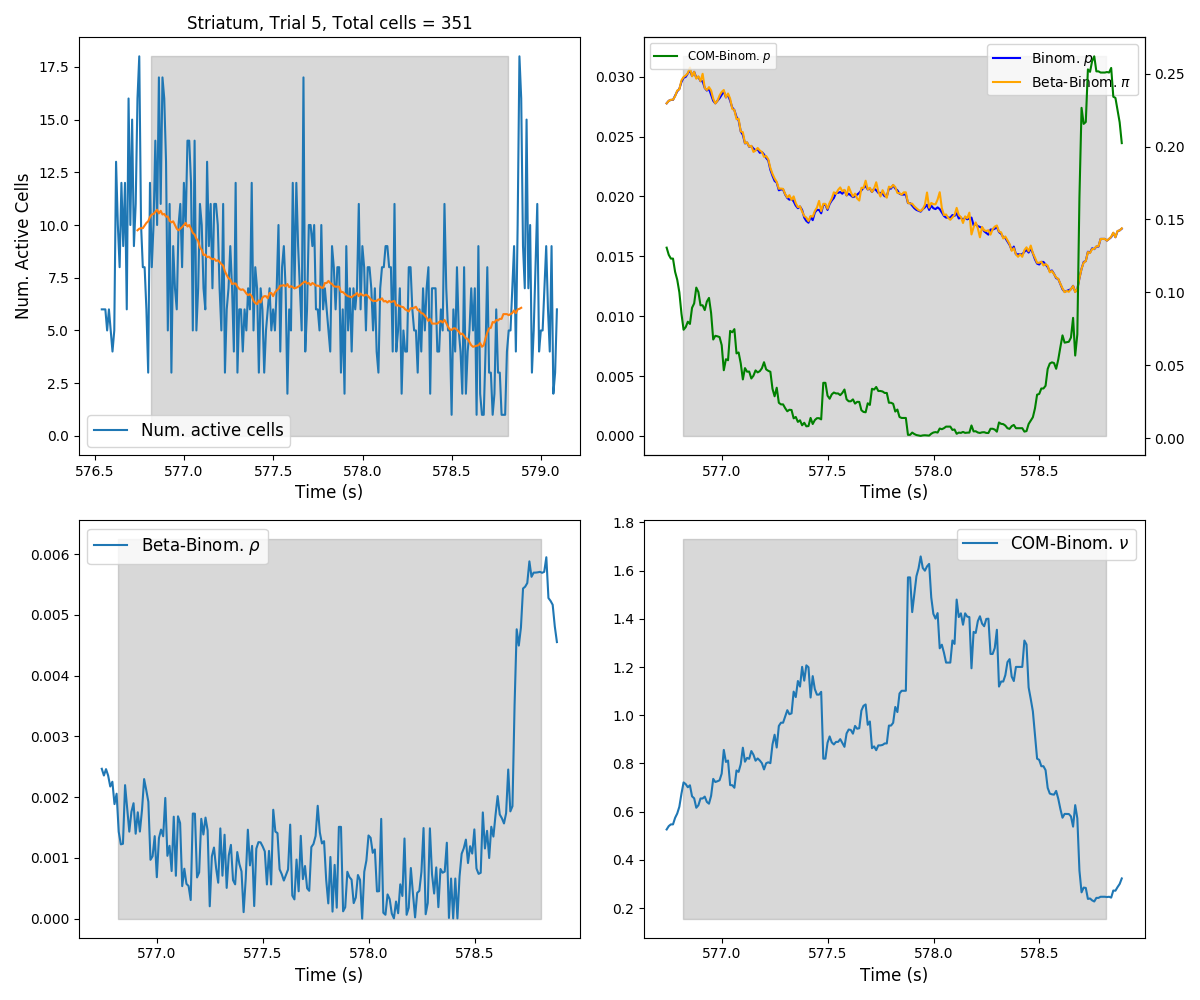 Striatum, Trial 5, Total cells = 351
Num. Active Cells
17.5
15.0
12.5
10.0
7.5
5.0
2.5
0.0
Num. active cells
576.5 577.0 577.5 578.0 578.5 579.0
Time (s)
COM-Binom. p
Binom. p
Beta-Binom. π
0.030
0.025
0.020
0.015
0.010
0.005
0.000
0.25
0.20
0.15
0.10
0.05
0.00
577.0 577.5 578.0 578.5
Time (s)
Beta-Binom. ρ
0.006
0.005
0.004
0.003
0.002
0.001
0.000
577.0 577.5 578.0 578.5
Time (s)
COM-Binom. ν
1.8
1.6
1.4
1.2
1.0
0.8
0.6
0.4
0.2
577.0 577.5 578.0 578.5
Time (s)